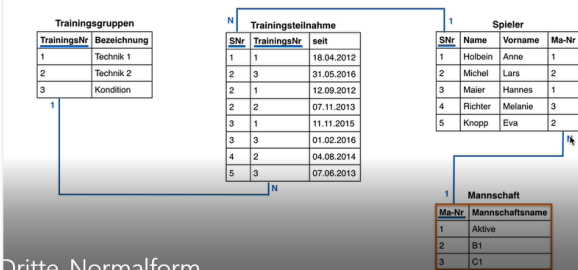 Trainingsgruppen
TrainingsNr Bezeichnung
1 Technik 1
2 Technik 2
3 Kondition
1
N
Trainingsteilnahme
SNr TrainingsNr seit
1 1 18.04.2012
2 3 31.05.2016
2 1 12.09.2012
2 2 07.11.2013
3 1 11.11.2015
3 3 01.02.2016
4 2 04.08.2014
5 3 07.06.2013
N
1
Spieler
SNr Name Vorname Ma-Nr
1 Holbein Anne 1
2 Michel Lars 2
3 Maier Hannes 1
4 Richter Melanie 3
5 Knopp Eva 2
N
1
Mannschaft
Ma-Nr Mannschaftsname
1 Aktive
2 B1
3 C1
Dritte Normalform